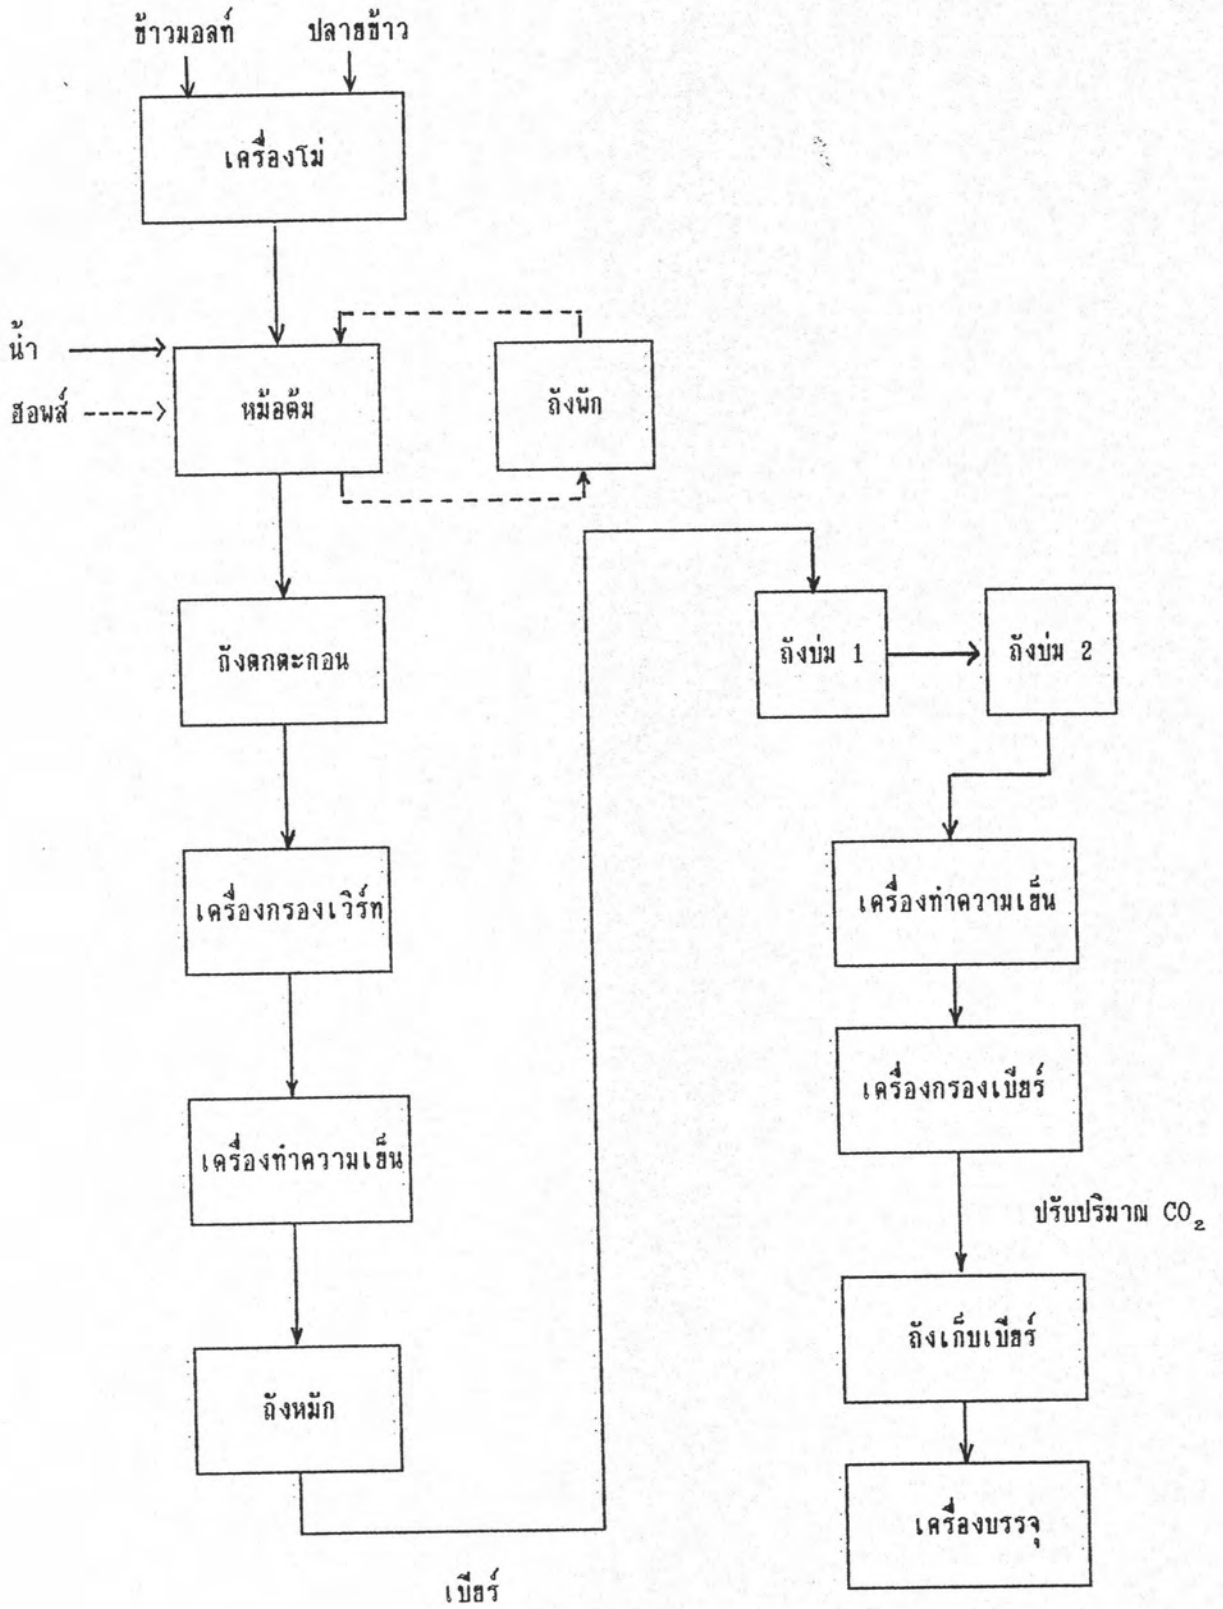 ข้าวมอลท์
ปลายข้าว
เครื่องโม่
น้ำ
ฮอพส์
หม้อต้ม
ถังพัก
ถังตกตะกอน
เครื่องกรองเวิร์ท
เครื่องทำความเย็น
ถังหมัก
เบียร์
ถังบ่ม 1
ถังบ่ม 2
เครื่องทำความเย็น
เครื่องกรองเบียร์
ปรับปริมาณ CO₂
ถังเก็บเบียร์
เครื่องบรรจุ